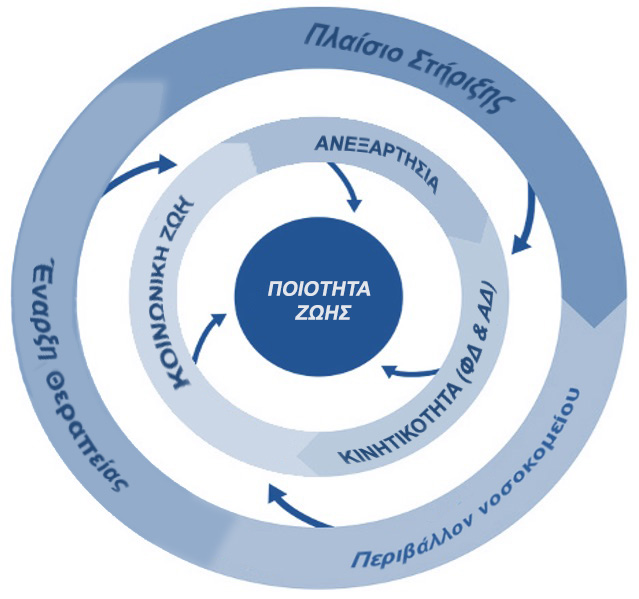 Πλαίσιο Στήριξης
ΑΝΕΞΑΡΤΗΣΙΑ
ΚΟΙΝΩΝΙΚΗ ΖΩΗ
ΠΟΙΟΤΗΤΑ
ΖΩΗΣ
ΚΙΝΗΤΙΚΟΤΗΤΑ (ΦΔ & ΑΔ)
Έναρξη Θεραπείας
Περιβάλλον νοσοκομείου